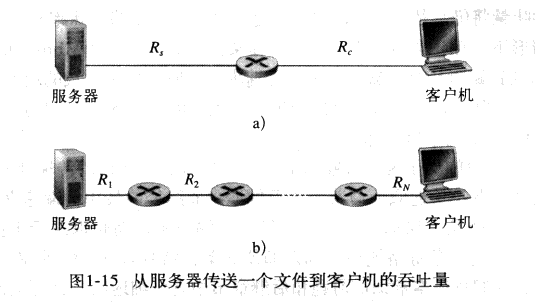 R_s
R_c
服务器
客户机
a)
R_1
R_2
R_N
服务器
客户机
b)
图1-15 从服务器传送一个文件到客户机的吞吐量